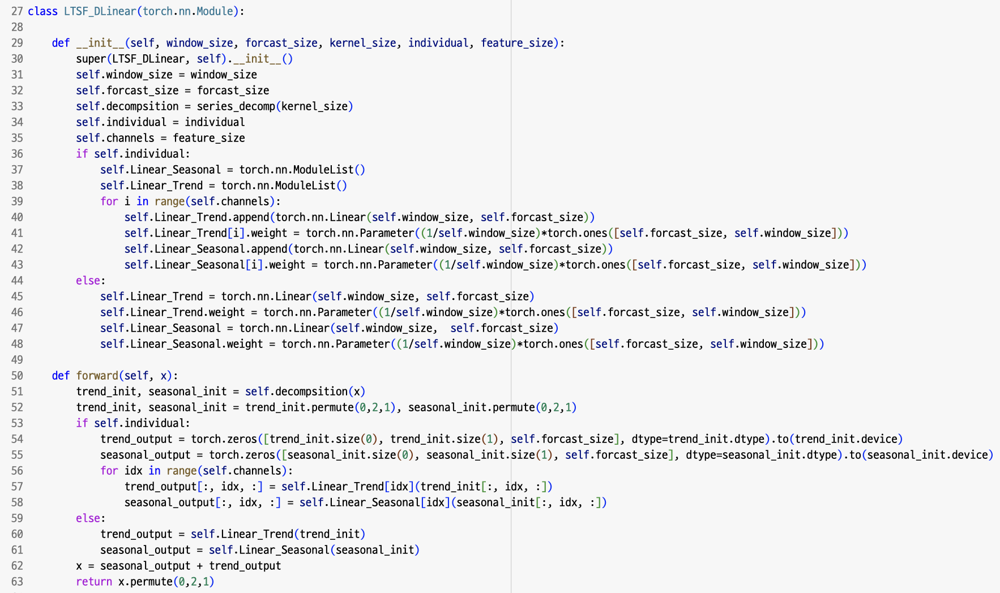 27 class LTSF_DLinear(torch.nn.Module):
28
29     def __init__(self, window_size, forcast_size, kernel_size, individual, feature_size):
30         super(LTSF_DLinear, self).__init__()
31         self.window_size = window_size
32         self.forcast_size = forcast_size
33         self.decompsition = series_decomp(kernel_size)
34         self.individual = individual
35         self.channels = feature_size
36         if self.individual:
37             self.Linear_Seasonal = torch.nn.ModuleList()
38             self.Linear_Trend = torch.nn.ModuleList()
39             for i in range(self.channels):
40                 self.Linear_Trend.append(torch.nn.Linear(self.window_size, self.forcast_size))
41                 self.Linear_Trend[i].weight = torch.nn.Parameter((1/self.window_size)*torch.ones([self.forcast_size, self.window_size]))
42                 self.Linear_Seasonal.append(torch.nn.Linear(self.window_size, self.forcast_size))
43                 self.Linear_Seasonal[i].weight = torch.nn.Parameter((1/self.window_size)*torch.ones([self.forcast_size, self.window_size]))
44         else:
45             self.Linear_Trend = torch.nn.Linear(self.window_size, self.forcast_size)
46             self.Linear_Trend.weight = torch.nn.Parameter((1/self.window_size)*torch.ones([self.forcast_size, self.window_size]))
47             self.Linear_Seasonal = torch.nn.Linear(self.window_size,  self.forcast_size)
48             self.Linear_Seasonal.weight = torch.nn.Parameter((1/self.window_size)*torch.ones([self.forcast_size, self.window_size]))
49
50     def forward(self, x):
51         trend_init, seasonal_init = self.decompsition(x)
52         trend_init, seasonal_init = trend_init.permute(0,2,1), seasonal_init.permute(0,2,1)
53         if self.individual:
54             trend_output = torch.zeros([trend_init.size(0), trend_init.size(1), self.forcast_size], dtype=trend_init.dtype).to(trend_init.device)
55             seasonal_output = torch.zeros([seasonal_init.size(0), seasonal_init.size(1), self.forcast_size], dtype=seasonal_init.dtype).to(seasonal_init.device)
56             for idx in range(self.channels):
57                 trend_output[:, idx, :] = self.Linear_Trend[idx](trend_init[:, idx, :])
58                 seasonal_output[:, idx, :] = self.Linear_Seasonal[idx](seasonal_init[:, idx, :])
59         else:
60             trend_output = self.Linear_Trend(trend_init)
61             seasonal_output = self.Linear_Seasonal(seasonal_init)
62         x = seasonal_output + trend_output
63         return x.permute(0,2,1)